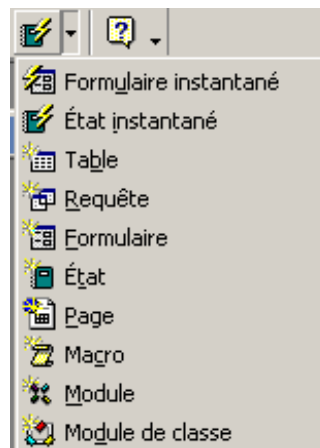 Formulaire instantané
État instantané
Table
Requête
Formulaire
État
Page
Macro
Module
Module de classe